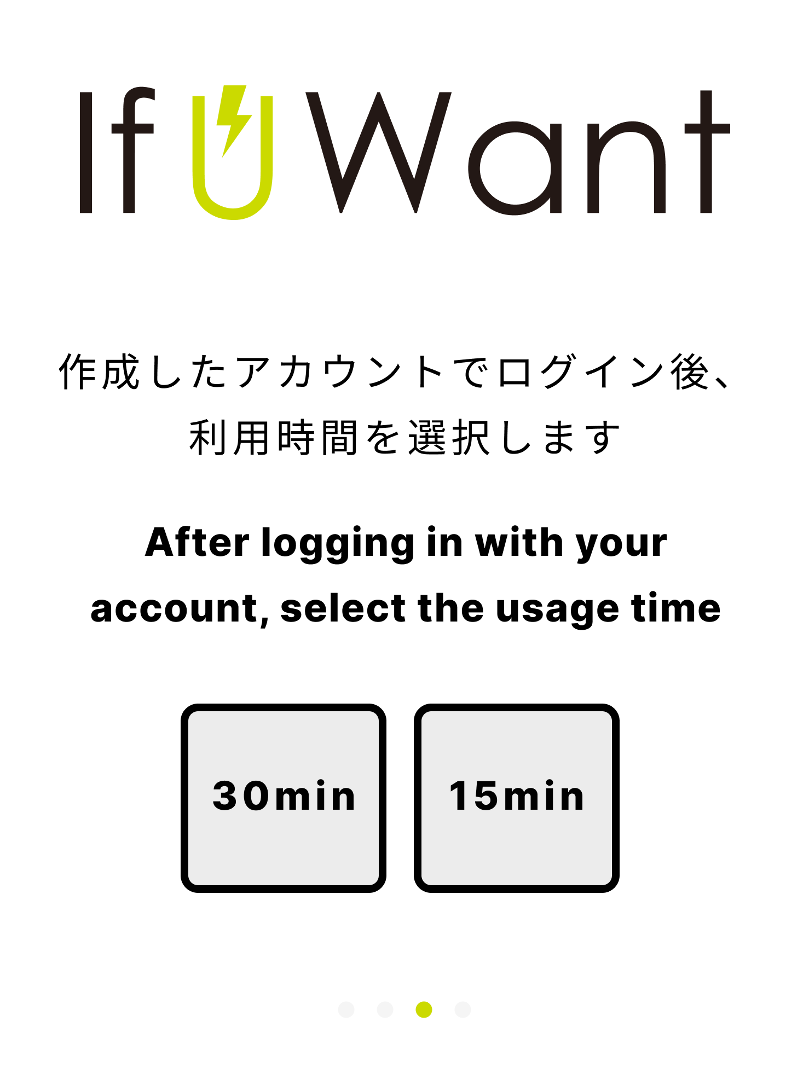 If U Want
作成したアカウントでログイン後、
利用時間を選択します
After logging in with your
account, select the usage time
30min 15min